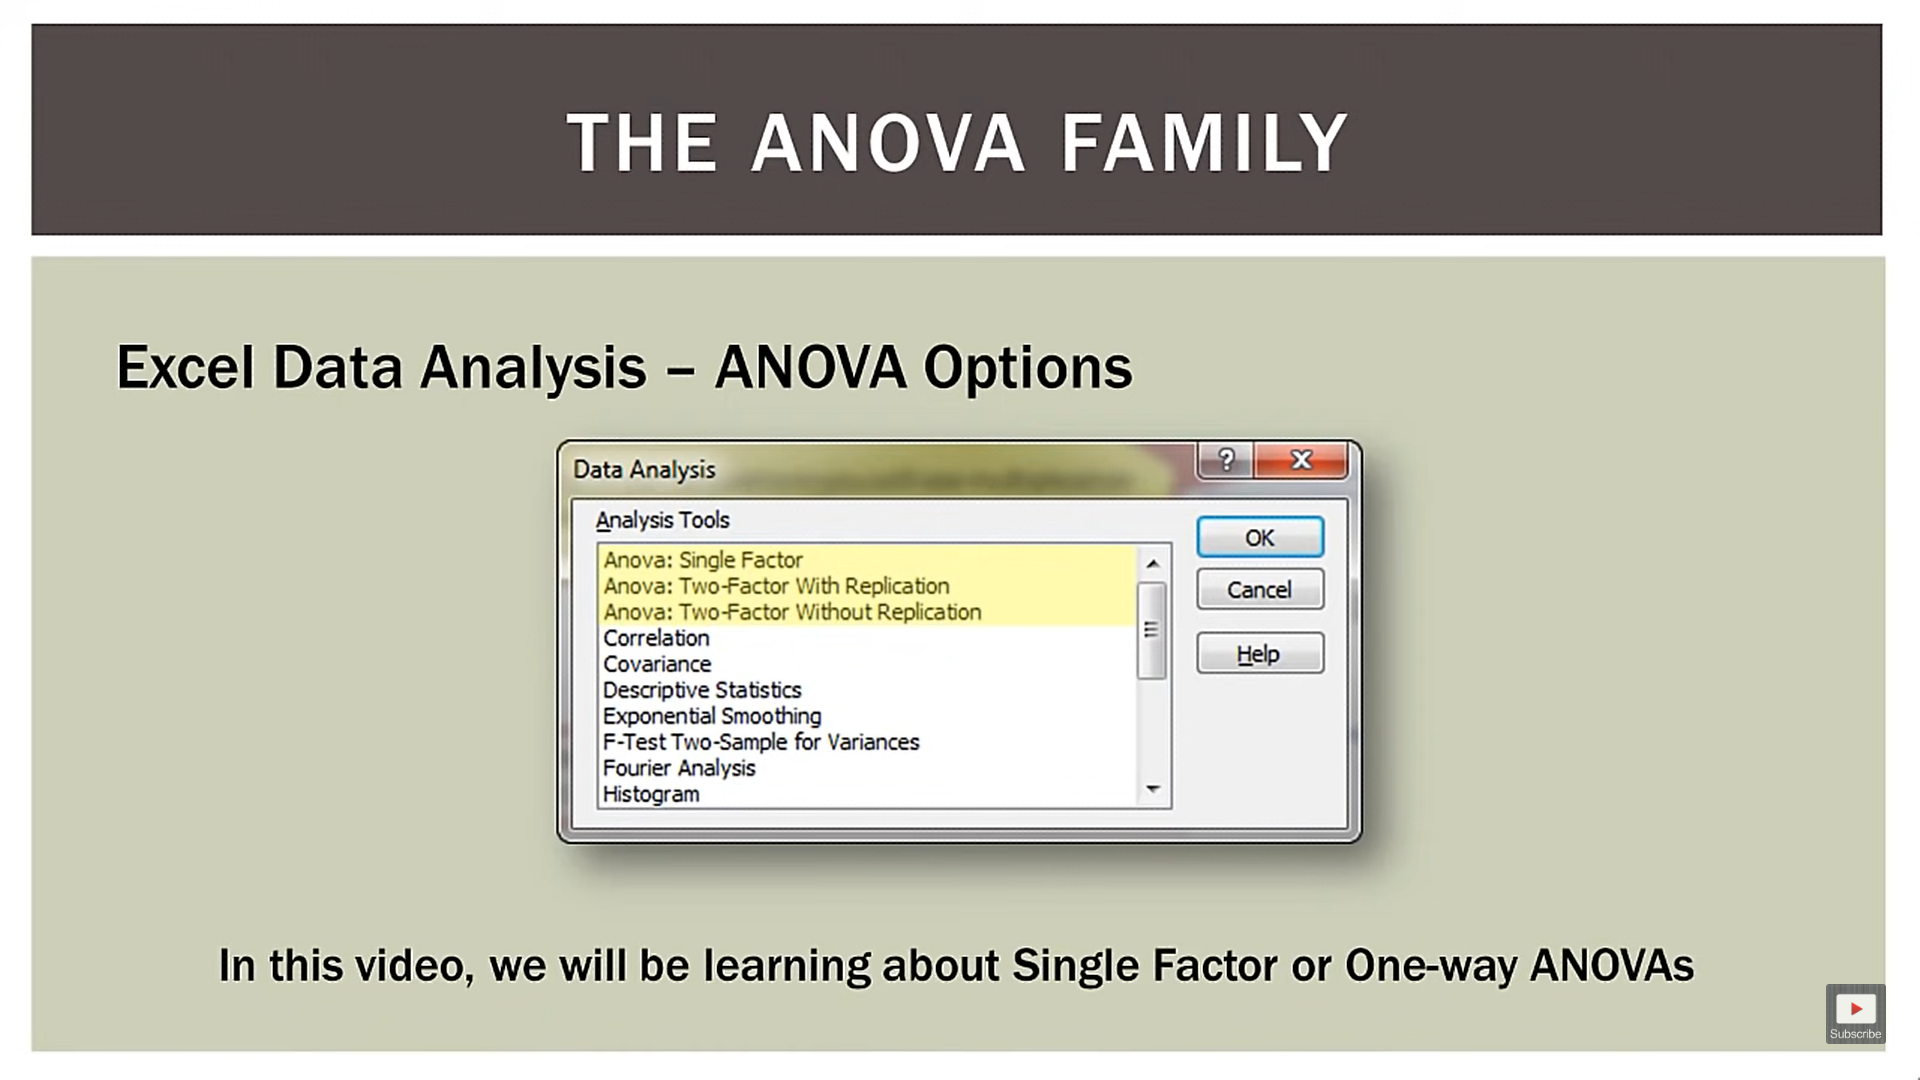 THE ANOVA FAMILY
Excel Data Analysis – ANOVA Options
Data Analysis
?
X
Analysis Tools
Anova: Single Factor
Anova: Two-Factor With Replication
Anova: Two-Factor Without Replication
Correlation
Covariance
Descriptive Statistics
Exponential Smoothing
F-Test Two-Sample for Variances
Fourier Analysis
Histogram
OK
Cancel
Help
In this video, we will be learning about Single Factor or One-way ANOVAs
Subscribe